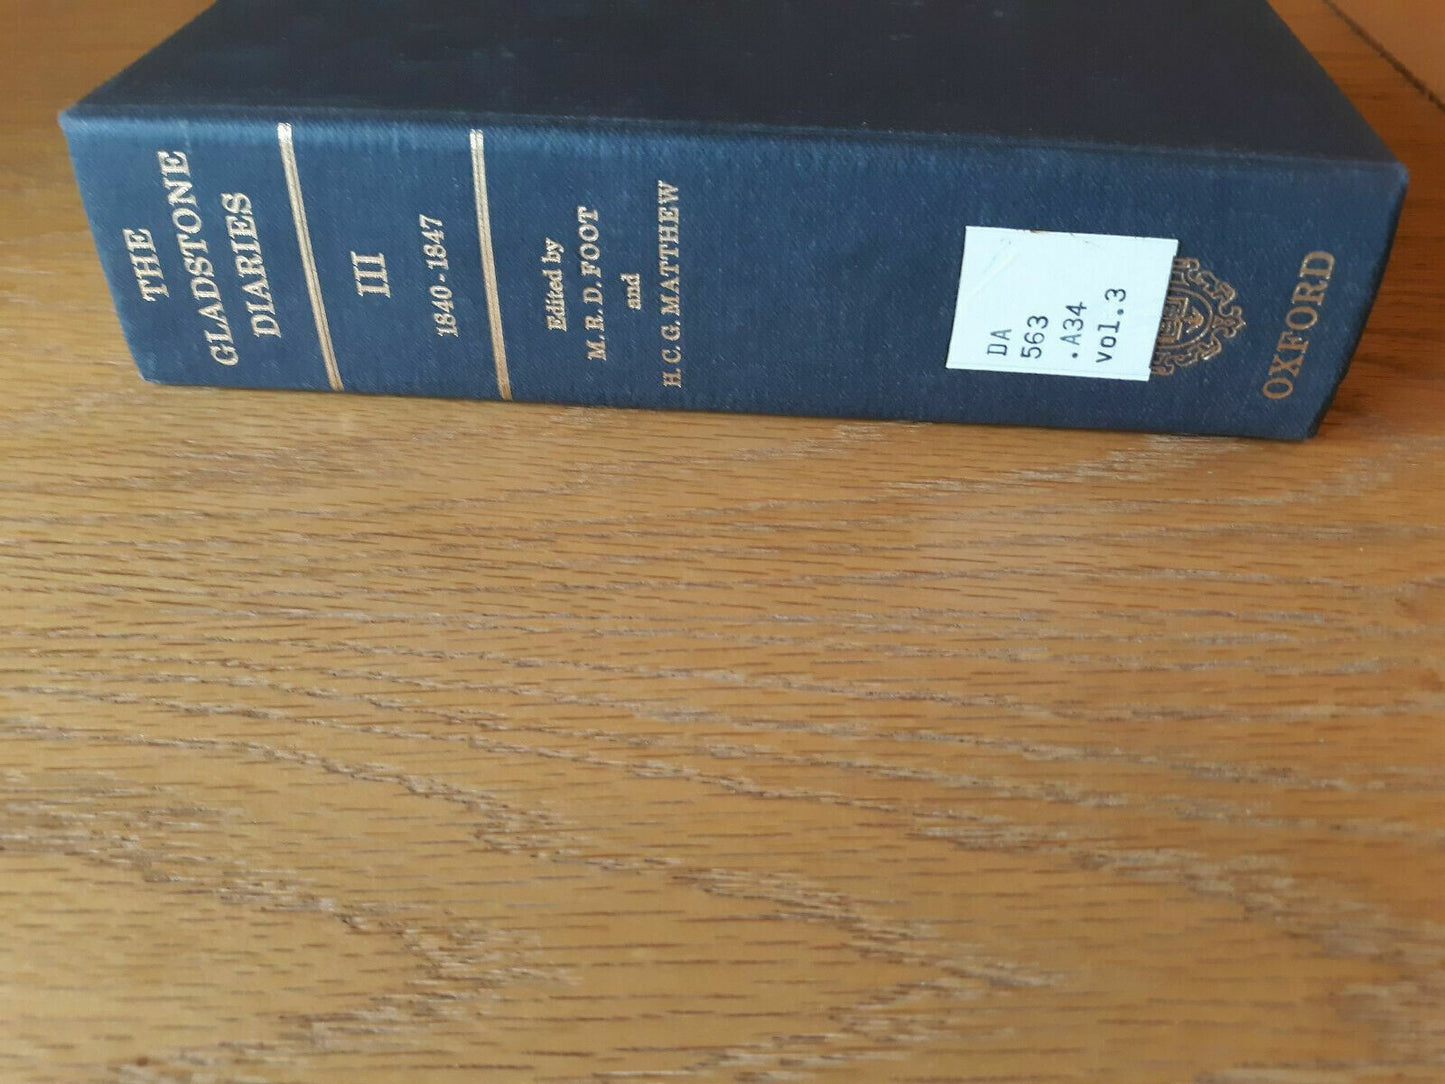 THE
GLADSTONE
DIARIES
III
1840-1847
Edited by
M. R. D. FOOT
and
H. C. G. MATTHEW
DA
563
.A34
vol.3
OXFORD